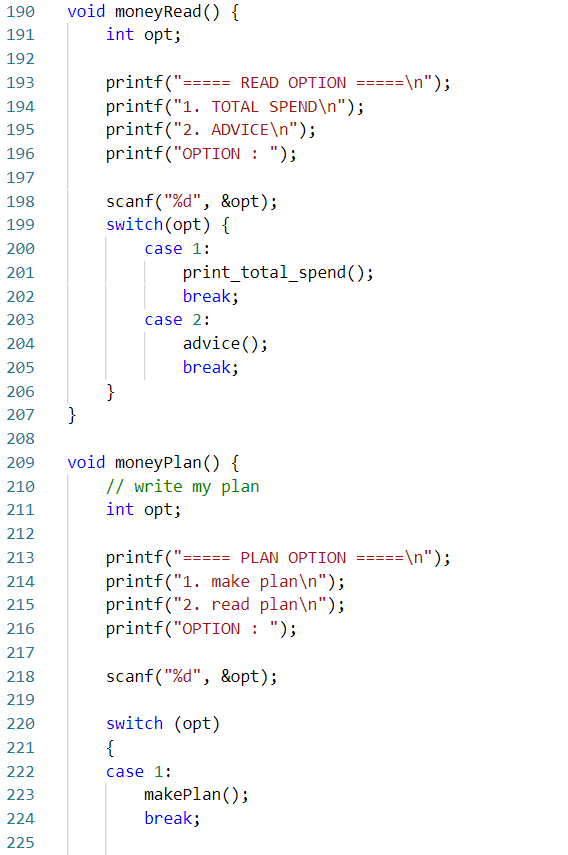 190 void moneyRead() {
191     int opt;
192
193     printf("===== READ OPTION =====\n");
194     printf("1. TOTAL SPEND\n");
195     printf("2. ADVICE\n");
196     printf("OPTION : ");
197
198     scanf("%d", &opt);
199     switch(opt) {
200         case 1:
201             print_total_spend();
202             break;
203         case 2:
204             advice();
205             break;
206     }
207 }
208
209 void moneyPlan() {
210     // write my plan
211     int opt;
212
213     printf("===== PLAN OPTION =====\n");
214     printf("1. make plan\n");
215     printf("2. read plan\n");
216     printf("OPTION : ");
217
218     scanf("%d", &opt);
219
220     switch (opt)
221     {
222     case 1:
223         makePlan();
224         break;
225